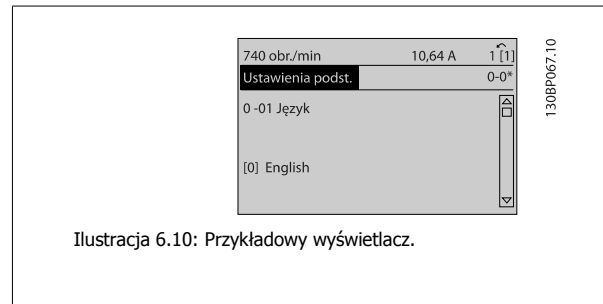 740 obr./min 10,64 A 1 [1]
Ustawienia podst. 0-0*
0 -01 Język
[0] English
130BP067.10
Ilustracja 6.10: Przykładowy wyświetlacz.